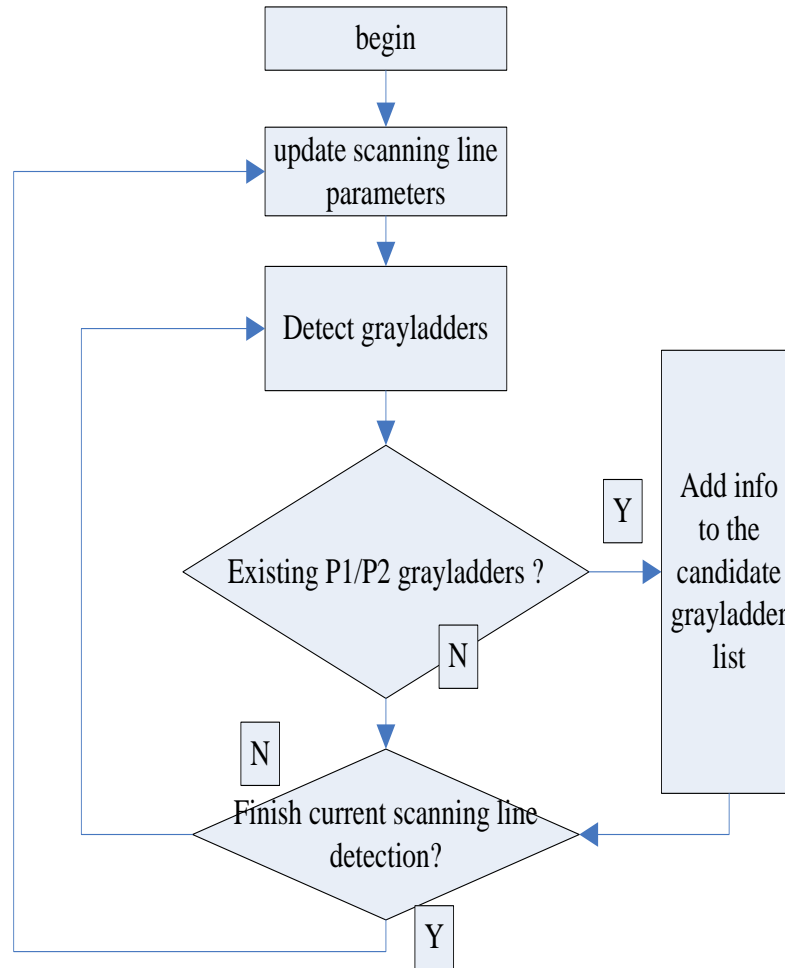 begin
update scanning line
parameters
Detect grayladders
Existing P1/P2 grayladders ?
Y
Add info
to the
candidate
grayladder
list
N
N
Finish current scanning line
detection?
Y